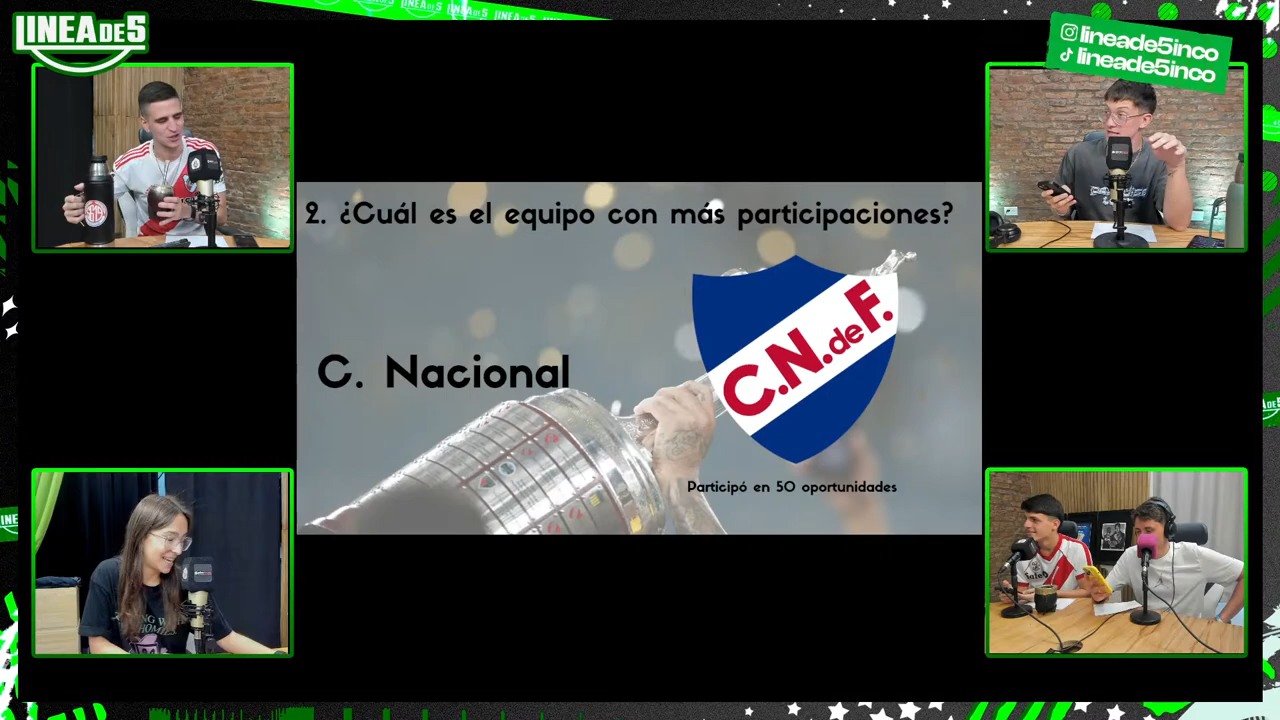 LINEA DE 5
lineade5inco
lineade5inco
2. ¿Cuál es el equipo con más participaciones?
C. Nacional
C.N. de F.
Participó en 50 oportunidades